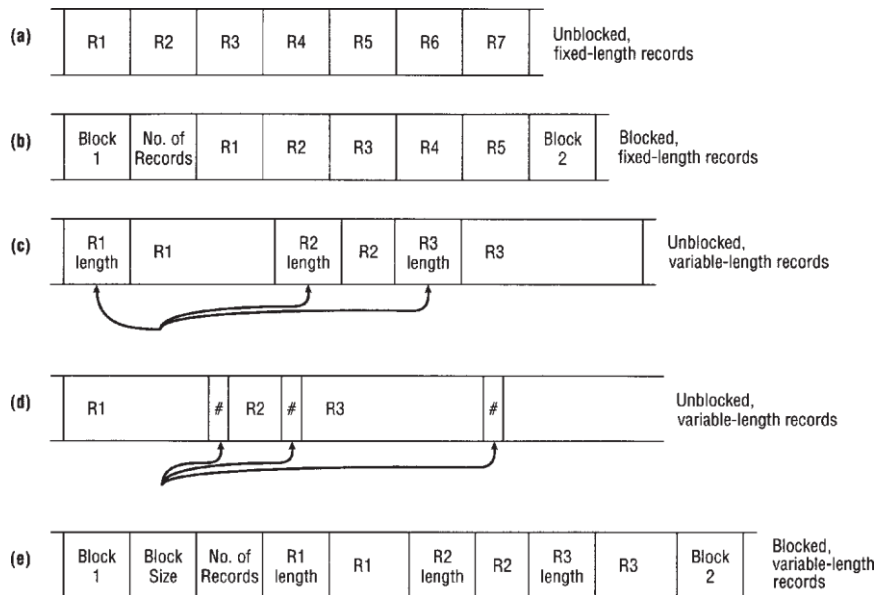 (a)
R1 R2 R3 R4 R5 R6 R7
Unblocked,
fixed-length records
(b)
Block
1
No. of
Records
R1 R2 R3 R4 R5
Block
2
Blocked,
fixed-length records
(c)
R1
length
R1
R2
length
R2
R3
length
R3
Unblocked,
variable-length records
(d)
R1 # R2 # R3 #
Unblocked,
variable-length records
(e)
Block
1
Block
Size
No. of
Records
R1
length
R1
R2
length
R2
R3
length
R3
Block
2
Blocked,
variable-length
records